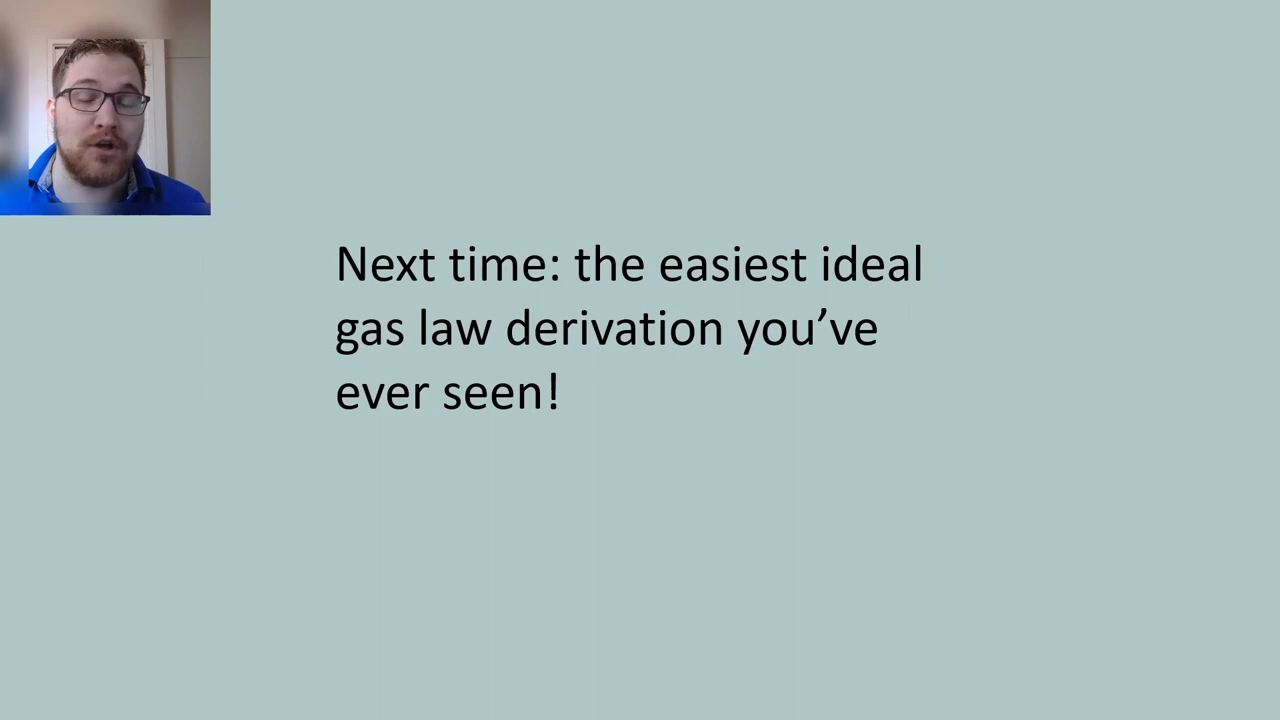 Next time: the easiest ideal
gas law derivation you’ve
ever seen!